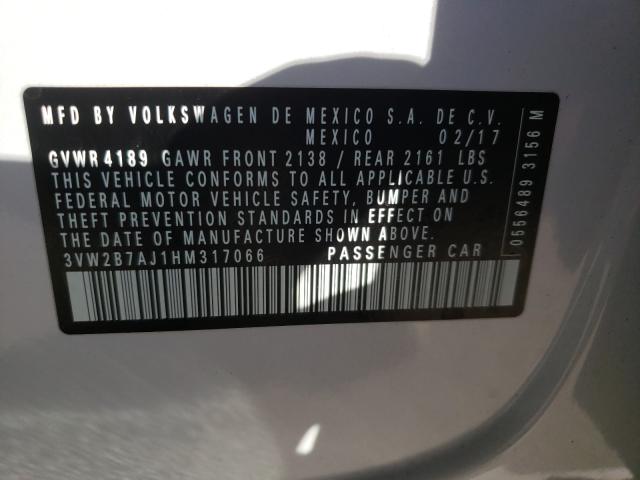 MFD BY VOLKSWAGEN DE MEXICO S.A. DE C.V.
MEXICO 02/17
GVWR4189 GAWR FRONT 2138 / REAR 2161 LBS
THIS VEHICLE CONFORMS TO ALL APPLICABLE U.S.
FEDERAL MOTOR VEHICLE SAFETY, BUMPER AND
THEFT PREVENTION STANDARDS IN EFFECT ON
THE DATE OF MANUFACTURE SHOWN ABOVE.
3VW2B7AJ1HM317066 PASSENGER CAR
0556489 3156 M